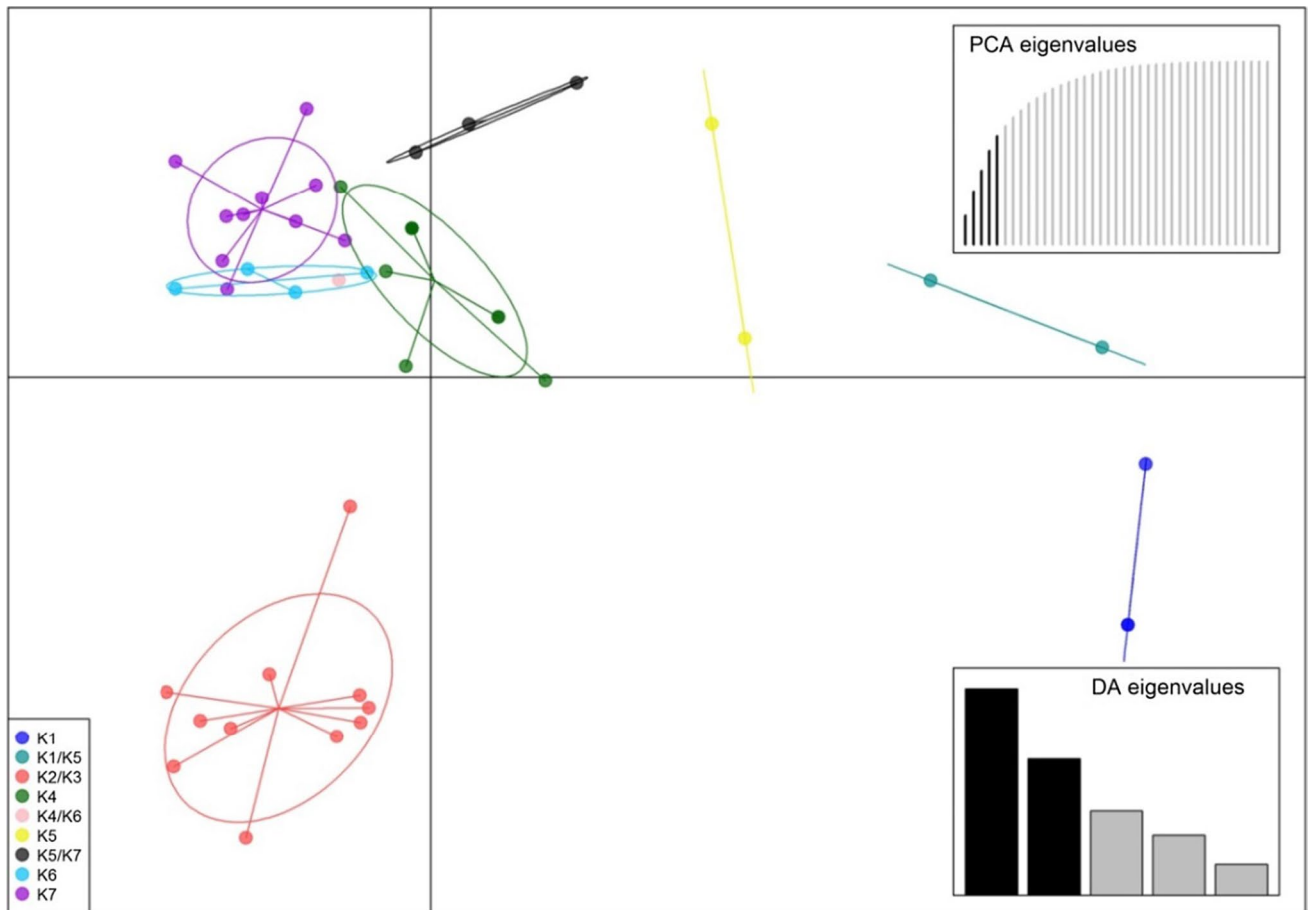 PCA eigenvalues
DA eigenvalues
K1
K1/K5
K2/K3
K4
K4/K6
K5
K5/K7
K6
K7